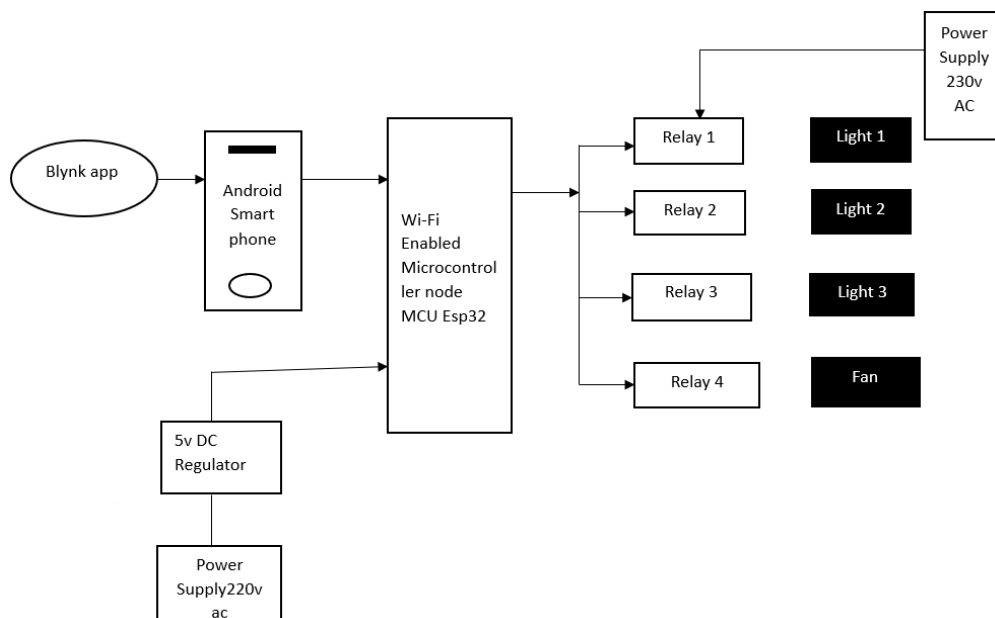 Blynk app
Android
Smart
phone
Wi-Fi
Enabled
Microcontrol
ler node
MCU Esp32
5v DC
Regulator
Power
Supply220v
ac
Relay 1
Relay 2
Relay 3
Relay 4
Light 1
Light 2
Light 3
Fan
Power
Supply
230v
AC